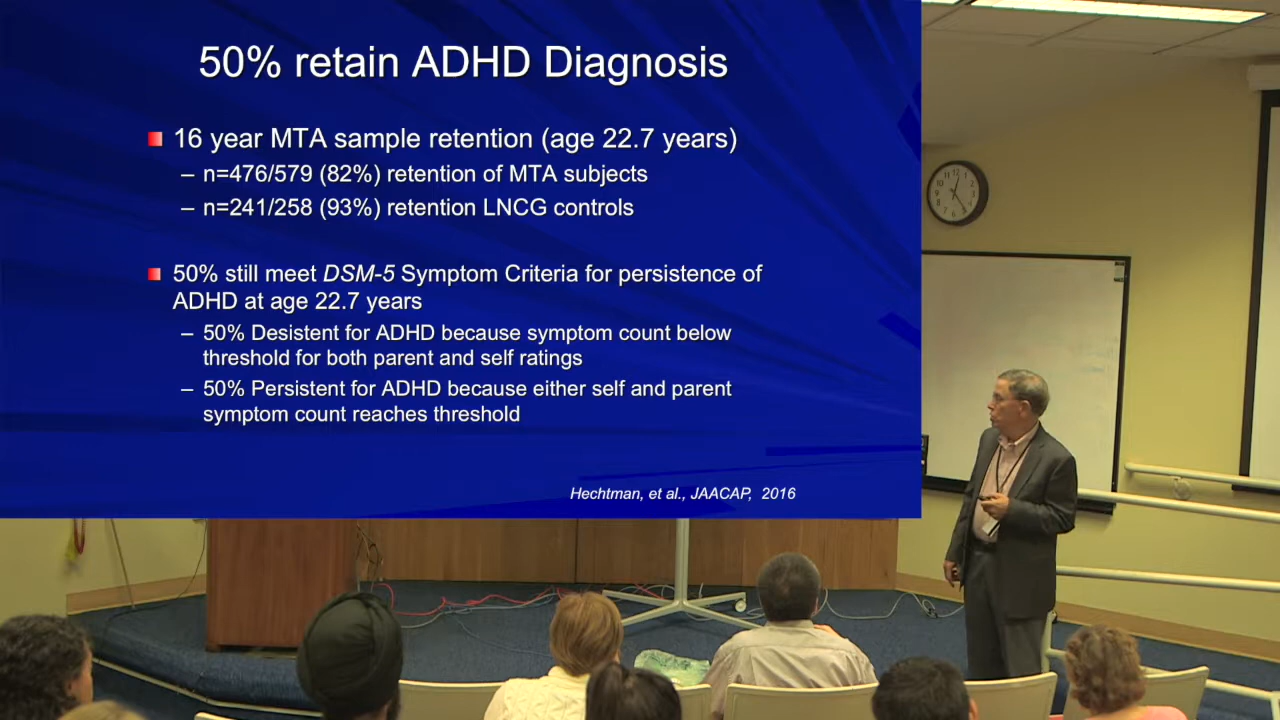 50% retain ADHD Diagnosis
16 year MTA sample retention (age 22.7 years)
– n=476/579 (82%) retention of MTA subjects
– n=241/258 (93%) retention LNCG controls
50% still meet DSM-5 Symptom Criteria for persistence of
ADHD at age 22.7 years
– 50% Desistent for ADHD because symptom count below
threshold for both parent and self ratings
– 50% Persistent for ADHD because either self and parent
symptom count reaches threshold
Hechtman, et al., JAACAP, 2016